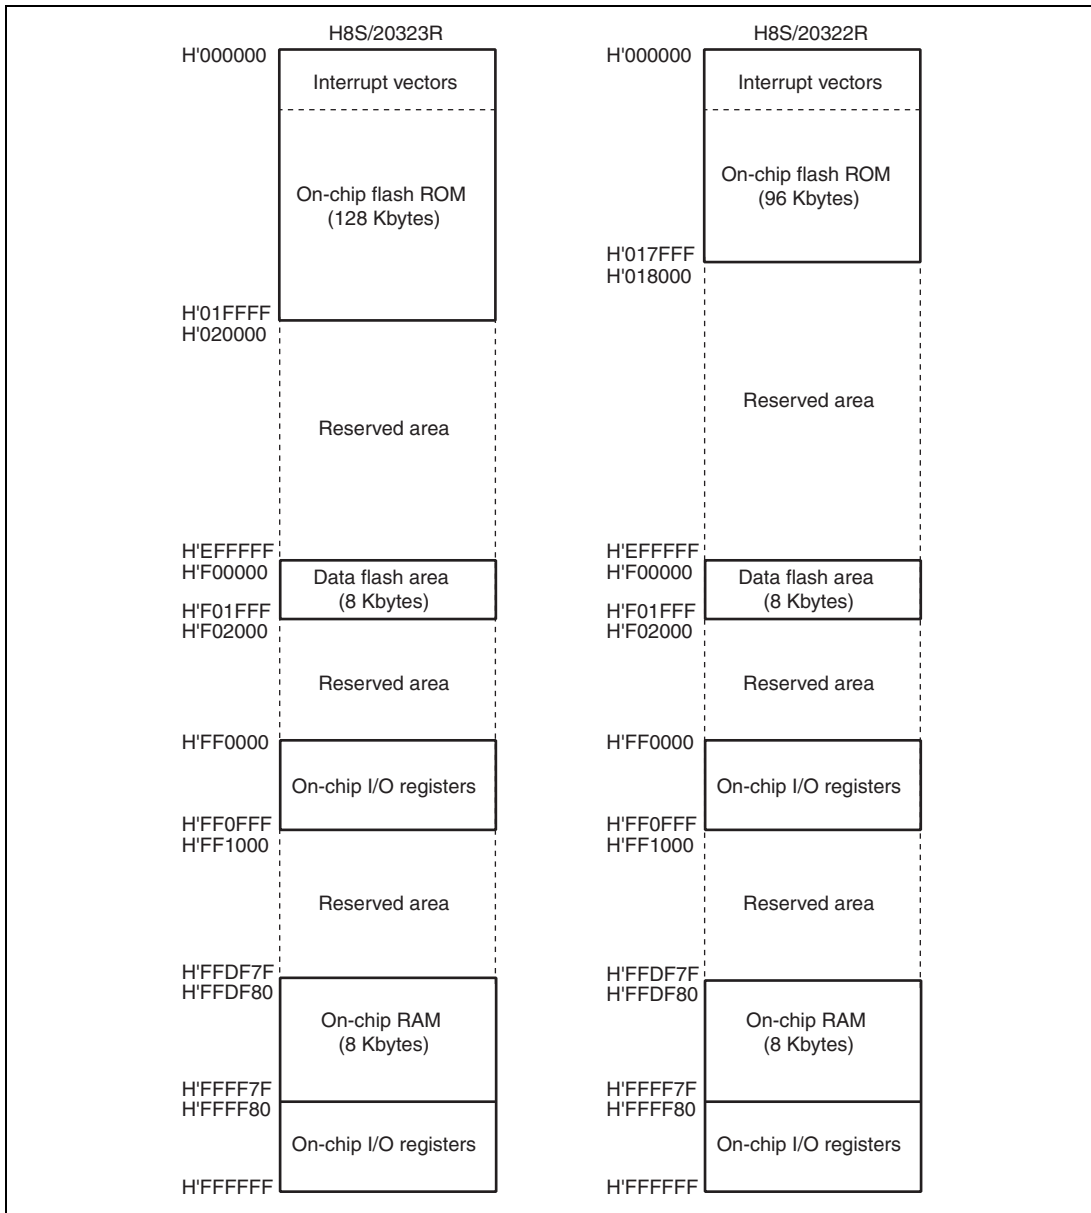 H8S/20323R
H'000000
Interrupt vectors
On-chip flash ROM
(128 Kbytes)
H'01FFFF
H'020000
Reserved area
H'EFFFFF
H'F00000
Data flash area
(8 Kbytes)
H'F01FFF
H'F02000
Reserved area
H'FF0000
On-chip I/O registers
H'FF0FFF
H'FF1000
Reserved area
H'FFDF7F
H'FFDF80
On-chip RAM
(8 Kbytes)
H'FFFF7F
H'FFFF80
On-chip I/O registers
H'FFFFFF
H8S/20322R
H'000000
Interrupt vectors
On-chip flash ROM
(96 Kbytes)
H'017FFF
H'018000
Reserved area
H'EFFFFF
H'F00000
Data flash area
(8 Kbytes)
H'F01FFF
H'F02000
Reserved area
H'FF0000
On-chip I/O registers
H'FF0FFF
H'FF1000
Reserved area
H'FFDF7F
H'FFDF80
On-chip RAM
(8 Kbytes)
H'FFFF7F
H'FFFF80
On-chip I/O registers
H'FFFFFF